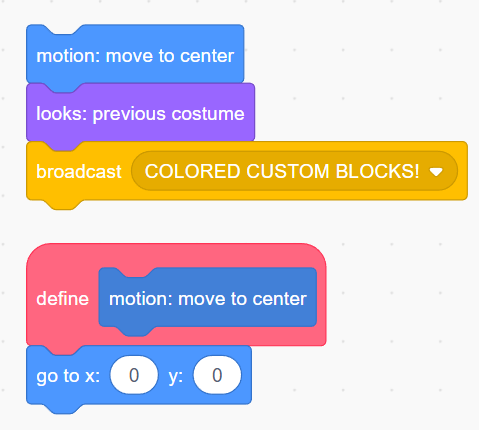 motion: move to center
looks: previous costume
broadcast COLORED CUSTOM BLOCKS!
define motion: move to center
go to x: 0 y: 0